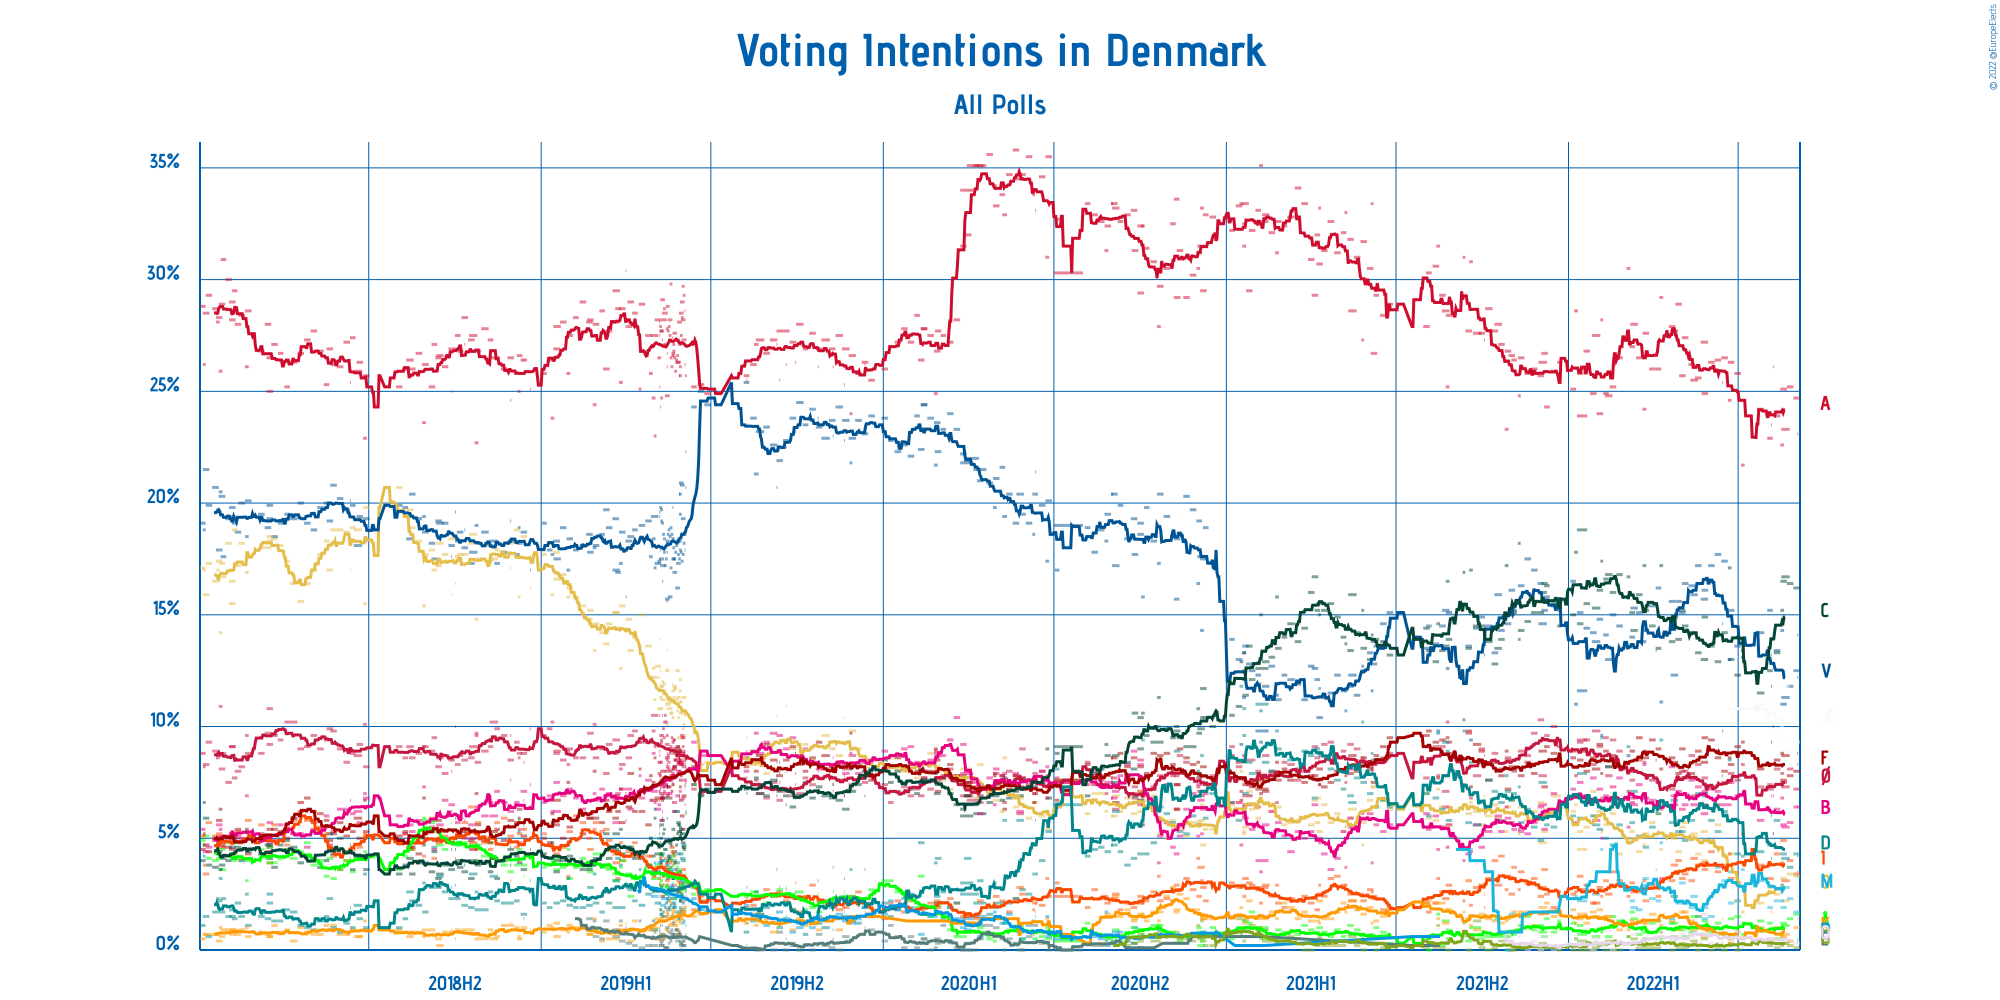 © 2022 @EuropeElects
Voting Intentions in Denmark
All Polls
35%
30%
25%
20%
15%
10%
5%
0%
A
C
V
F
Ø
B
D
I
M
2018H2
2019H1
2019H2
2020H1
2020H2
2021H1
2021H2
2022H1